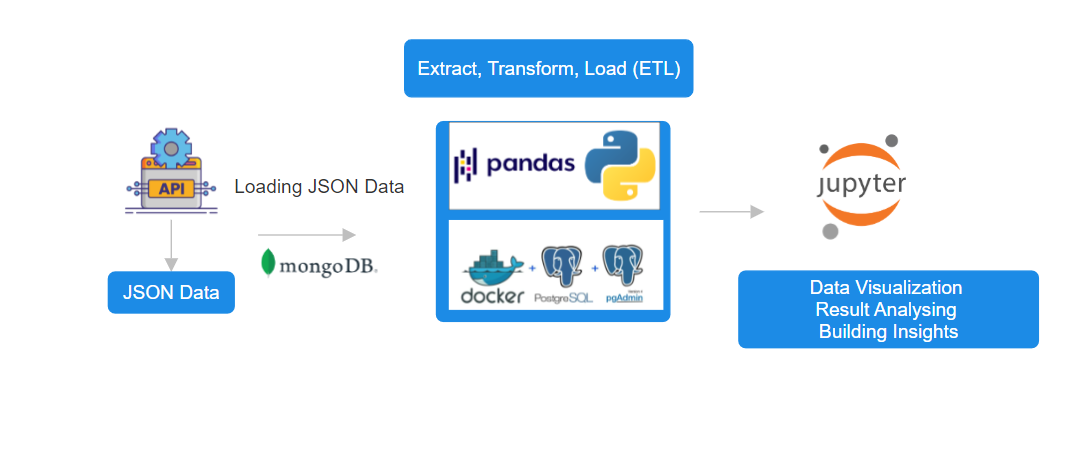 Extract, Transform, Load (ETL)
pandas
API
Loading JSON Data
jupyter
mongoDB.
docker
+
PostgreSQL
+
pgAdmin
JSON Data
Data Visualization
Result Analysing
Building Insights